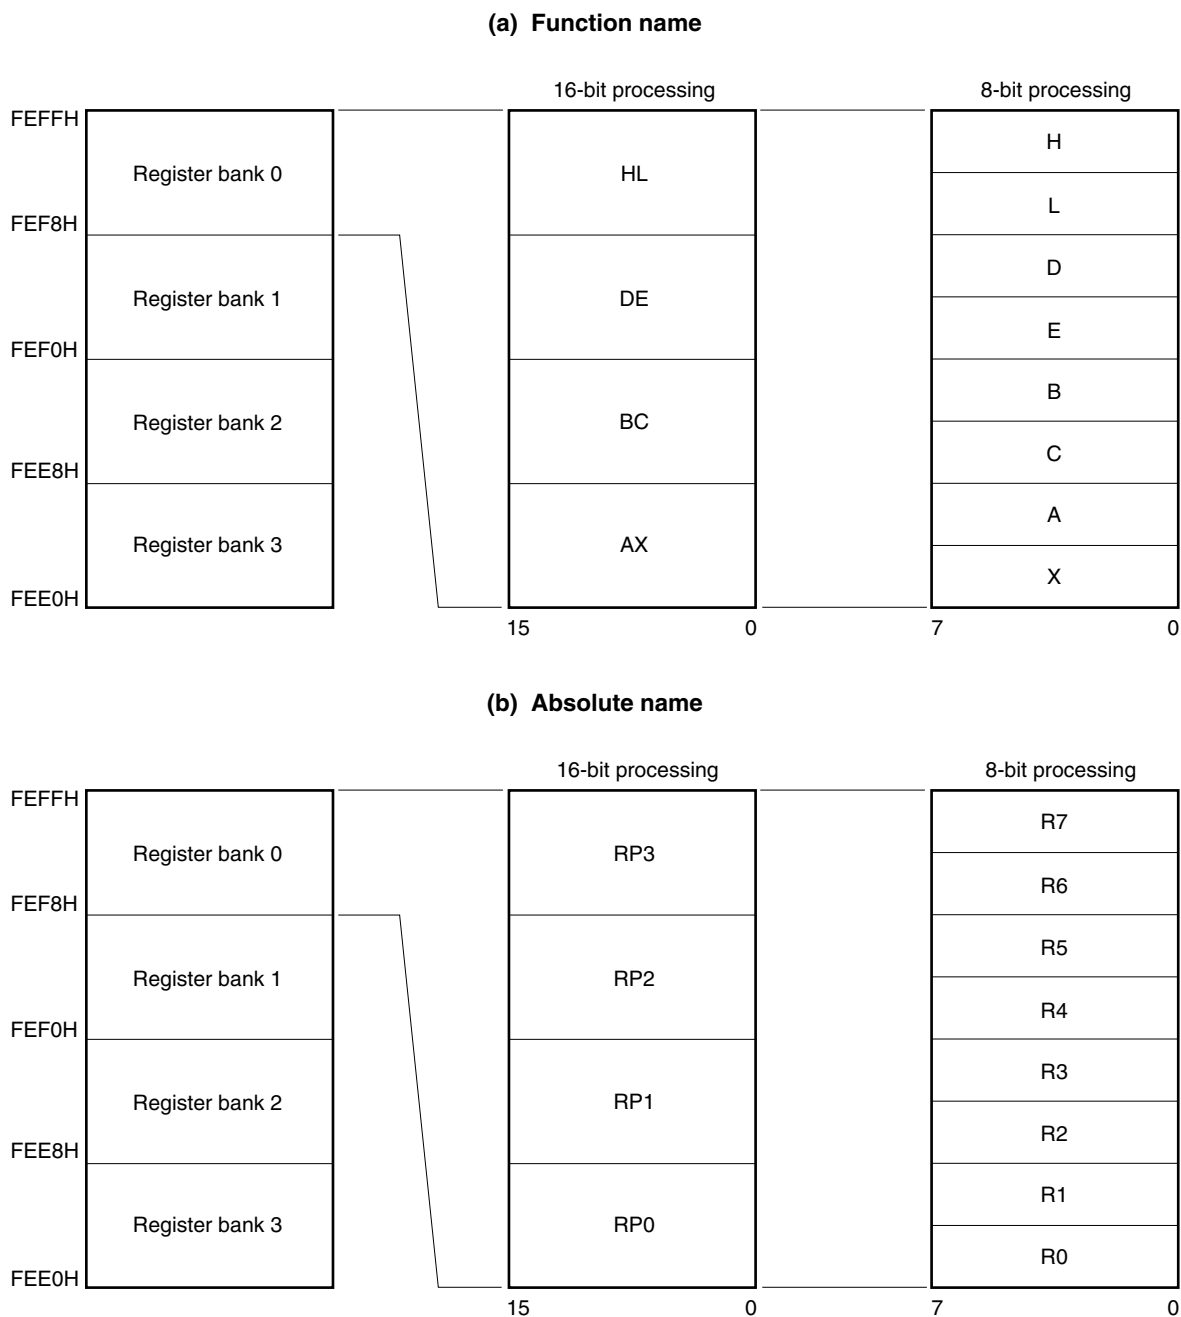 (a) Function name
16-bit processing
8-bit processing
FEFFH
Register bank 0
HL
H
L
FEF8H
Register bank 1
DE
D
E
FEF0H
Register bank 2
BC
B
C
FEE8H
Register bank 3
AX
A
X
FEE0H
15 0
7 0
(b) Absolute name
16-bit processing
8-bit processing
FEFFH
Register bank 0
RP3
R7
R6
FEF8H
Register bank 1
RP2
R5
R4
FEF0H
Register bank 2
RP1
R3
R2
FEE8H
Register bank 3
RP0
R1
R0
FEE0H
15 0
7 0